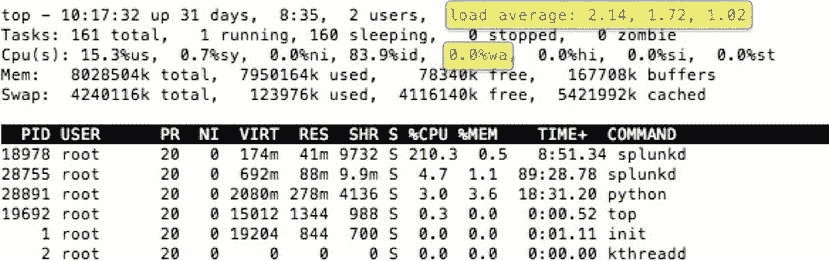 top - 10:17:32 up 31 days,  8:35,  2 users,  load average: 2.14, 1.72, 1.02
Tasks: 161 total,   1 running, 160 sleeping,   0 stopped,   0 zombie
Cpu(s): 15.3%us,  0.7%sy,  0.0%ni, 83.9%id,  0.0%wa,  0.0%hi,  0.0%si,  0.0%st
Mem:   8028504k total,  7950164k used,    78340k free,   167708k buffers
Swap:  4240116k total,   123976k used,  4116140k free,  5421992k cached
PID USER      PR  NI  VIRT  RES  SHR S %CPU %MEM    TIME+  COMMAND
18978 root      20   0  174m  41m 9732 S 210.3  0.5   8:51.34 splunkd
28755 root      20   0  692m  88m 9.9m S  4.7  1.1  89:28.78 splunkd
28891 root      20   0 2080m 278m 4136 S  3.0  3.6  18:31.20 python
19692 root      20   0 15012 1344  988 S  0.3  0.0   0:00.52 top
1 root      20   0 19204  844  700 S  0.0  0.0   0:01.11 init
2 root      20   0     0    0    0 S  0.0  0.0   0:00.00 kthreadd